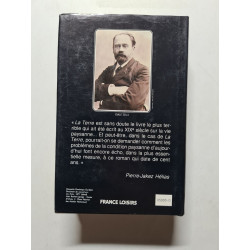 « La Terre est sans doute le livre le plus ter-
rible qui ait été écrit au XIXe siècle sur la vie
paysanne... Et peut-être, dans le cas de La
Terre, pourrait-on se demander comment les
problèmes de la condition paysanne d'aujour-
d'hui font encore écho, dans la plus essen-
tielle mesure, à ce roman qui date de cent
ans. »
Pierre-Jakez Hélias
FRANCE LOISIRS